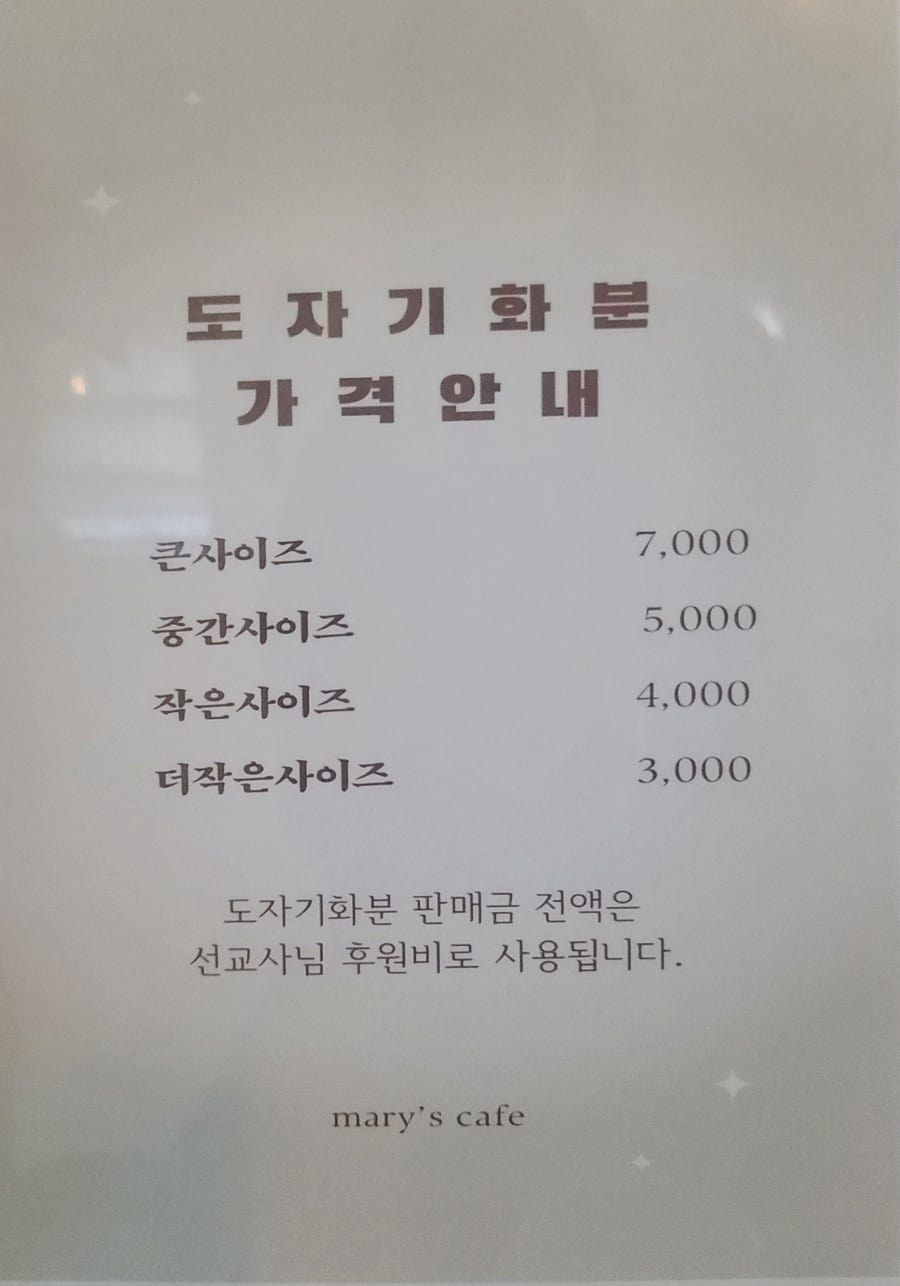 도자기화분
가격안내
큰사이즈 7,000
중간사이즈 5,000
작은사이즈 4,000
더작은사이즈 3,000
도자기화분 판매금 전액은
선교사님 후원비로 사용됩니다.
mary's cafe